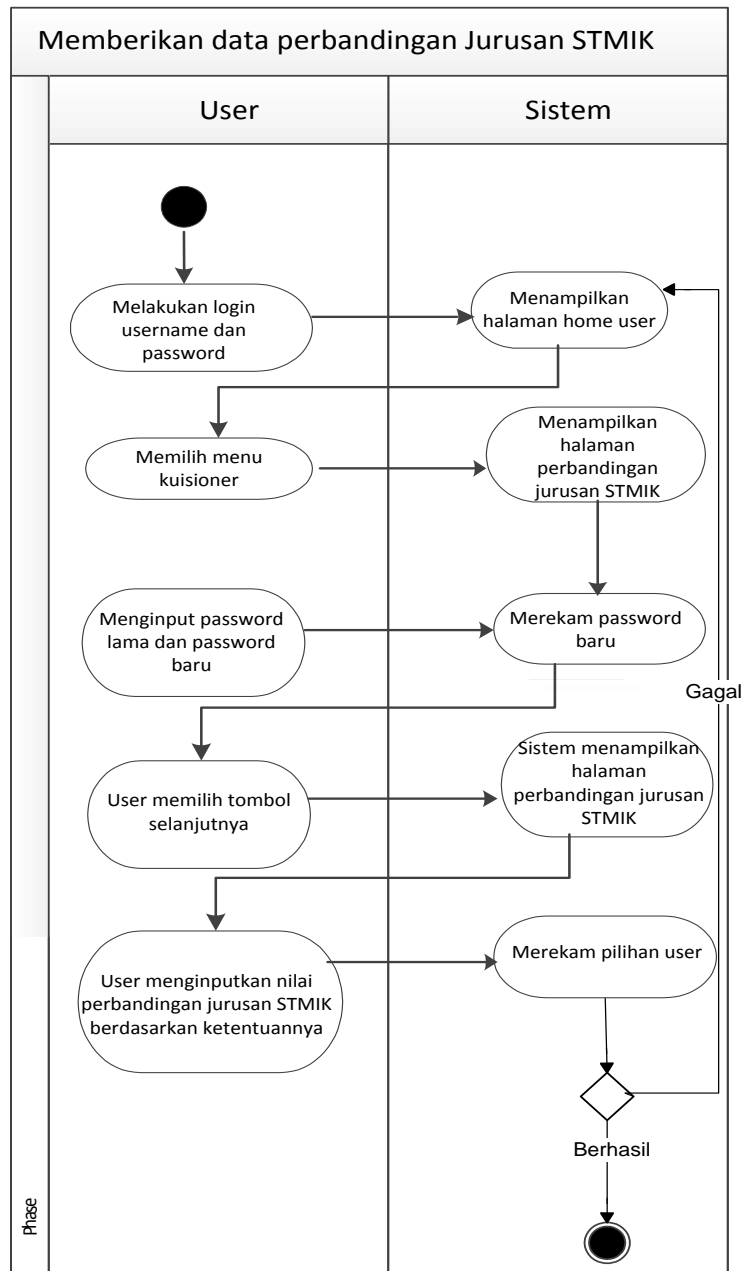 Memberikan data perbandingan Jurusan STMIK
User
Sistem
Melakukan login
username dan
password
Menampilkan
halaman home user
Memilih menu
kuisioner
Menampilkan
halaman
perbandingan
jurusan STMIK
Menginput password
lama dan password
baru
Merekam password
baru
Gagal
User memilih tombol
selanjutnya
Sistem menampilkan
halaman
perbandingan jurusan
STMIK
User menginputkan nilai
perbandingan jurusan STMIK
berdasarkan ketentuannya
Merekam pilihan user
Berhasil
Phase